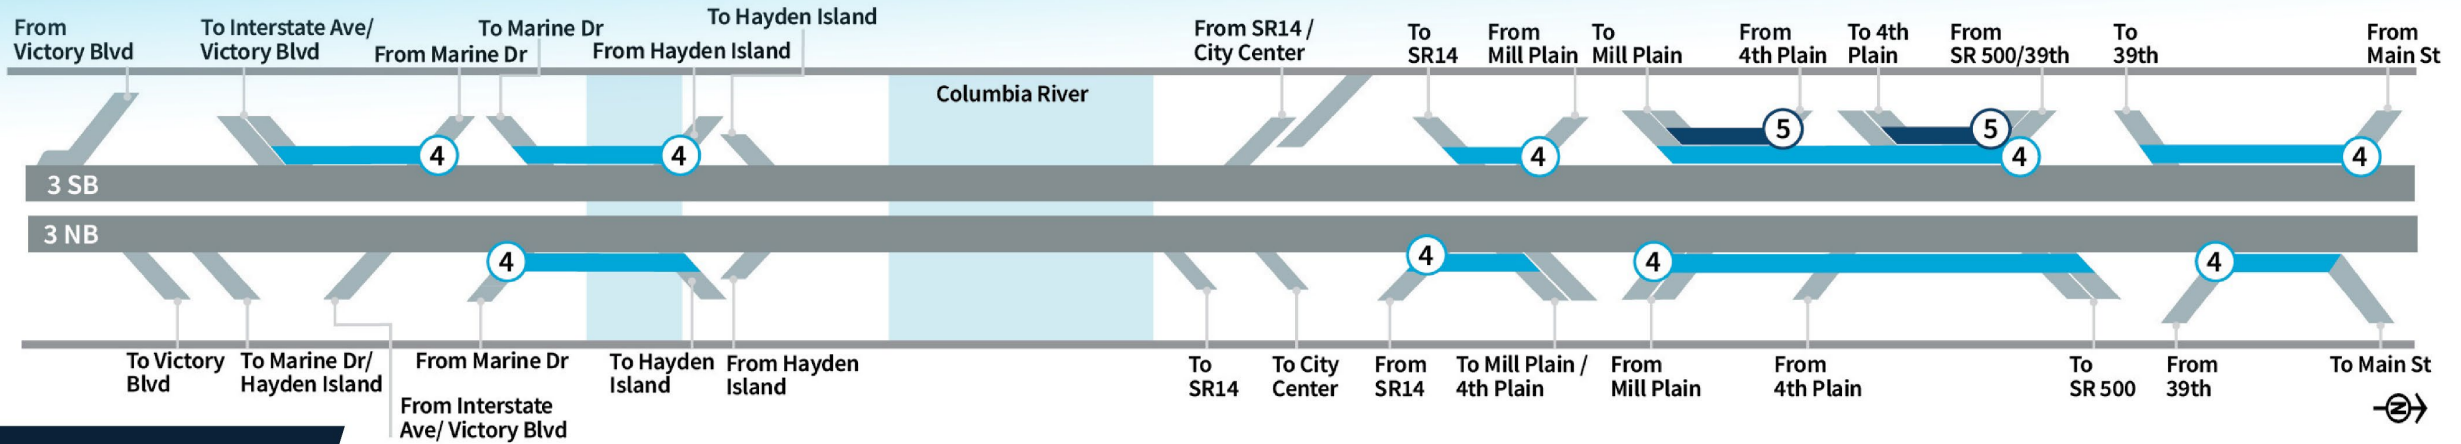 From
Victory Blvd
To Interstate Ave/
Victory Blvd
From Marine Dr
To Marine Dr
From Hayden Island
To Hayden Island
From SR14 /
City Center
To
SR14
From
Mill Plain
To
Mill Plain
From
4th Plain
To 4th
Plain
From
SR 500/39th
To
39th
From
Main St
Columbia River
4
4
4
5
5
4
4
3 SB
3 NB
4
4
4
4
To Victory
Blvd
To Marine Dr/
Hayden Island
From Interstate
Ave/ Victory Blvd
From Marine Dr
To Hayden
Island
From Hayden
Island
To
SR14
To City
Center
From
SR14
To Mill Plain /
4th Plain
From
Mill Plain
From
4th Plain
To
SR 500
From
39th
To Main St
N